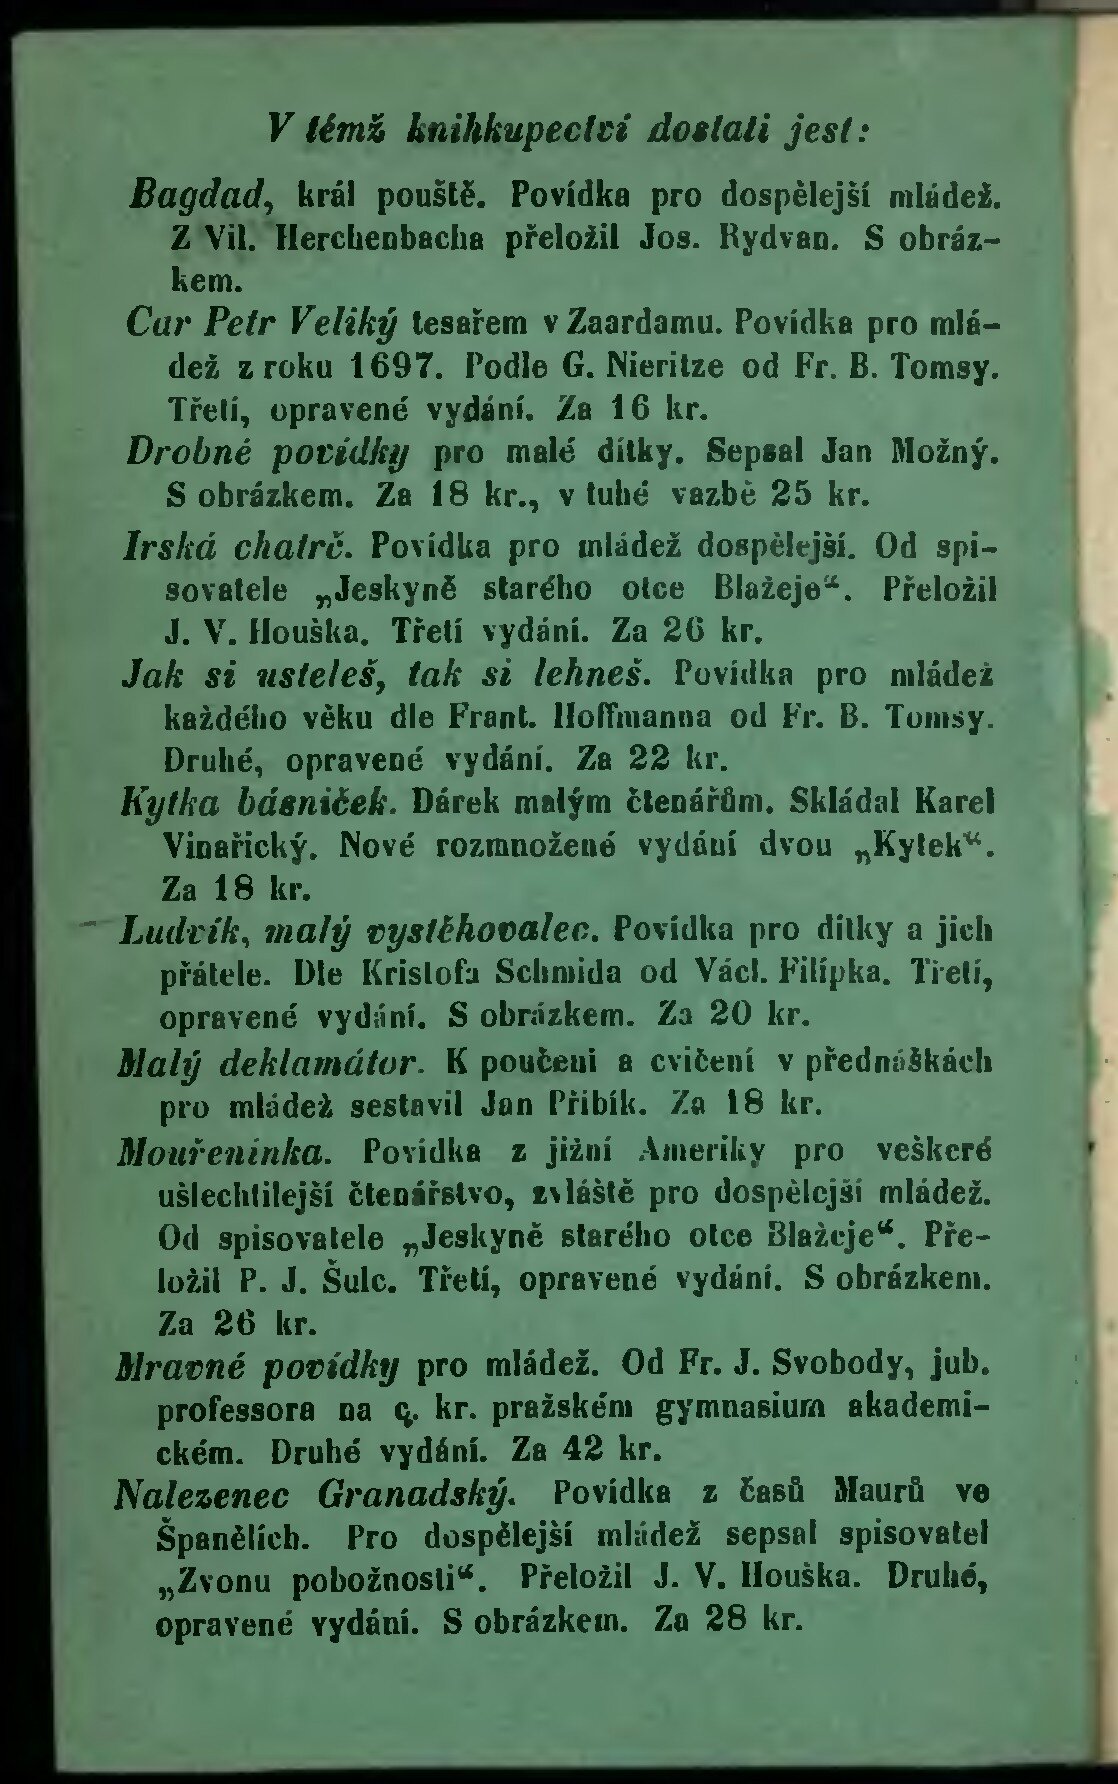 V témž knihkupectví dostati jest:
Bagdad, král pouště. Povídka pro dospělejší mládež.
Z Vil. Herchenbacha přeložil Jos. Rydvan. S obráz-
kem.
Car Petr Veliký tesařem v Zaardamu. Povídka pro mlá-
dež z roku 1697. Podle G. Nieritze od Fr. B. Tomsy.
Třetí, opravené vydání. Za 16 kr.
Drobné povídky pro malé dítky. Sepsal Jan Možný.
S obrázkem. Za 18 kr., v tuhé vazbě 25 kr.
Irská chatrč. Povídka pro mládež dospělejší. Od spi-
sovatele „Jeskyně starého otce Blažeje“. Přeložil
J. V. Houška. Třetí vydání. Za 26 kr.
Jak si usteleš, tak si lehneš. Povídka pro mládež
každého věku dle Frant. Hoffmanna od Fr. B. Tomsy.
Druhé, opravené vydání. Za 22 kr.
Kytka básniček. Dárek malým čtenářům. Skládal Karel
Vinařický. Nové rozmnožené vydání dvou „Kytek“.
Za 18 kr.
Ludvík, malý vystěhovalec. Povídka pro dítky a jich
přátele. Dle Kristofa Schmida od Václ. Filípka. Třetí,
opravené vydání. S obrázkem. Za 20 kr.
Malý deklamátor. K poučení a cvičení v přednáškách
pro mládež sestavil Jan Přibík. Za 18 kr.
Mouřenínka. Povídka z jižní Ameriky pro veškeré
ušlechtilejší čtenářstvo, zvláště pro dospělejší mládež.
Od spisovatele „Jeskyně starého otce Blažeje“. Pře-
ložil P. J. Šulc. Třetí, opravené vydání. S obrázkem.
Za 26 kr.
Mravné povídky pro mládež. Od Fr. J. Svobody, jub.
professora na c. kr. pražském gymnasium akademi-
ckém. Druhé vydání. Za 42 kr.
Nalezenec Granadský. Povídka z časů Maurů ve
Španělích. Pro dospělejší mládež sepsal spisovatel
„Zvonu pobožnosti“. Přeložil J. V. Houška. Druhé,
opravené vydání. S obrázkem. Za 28 kr.